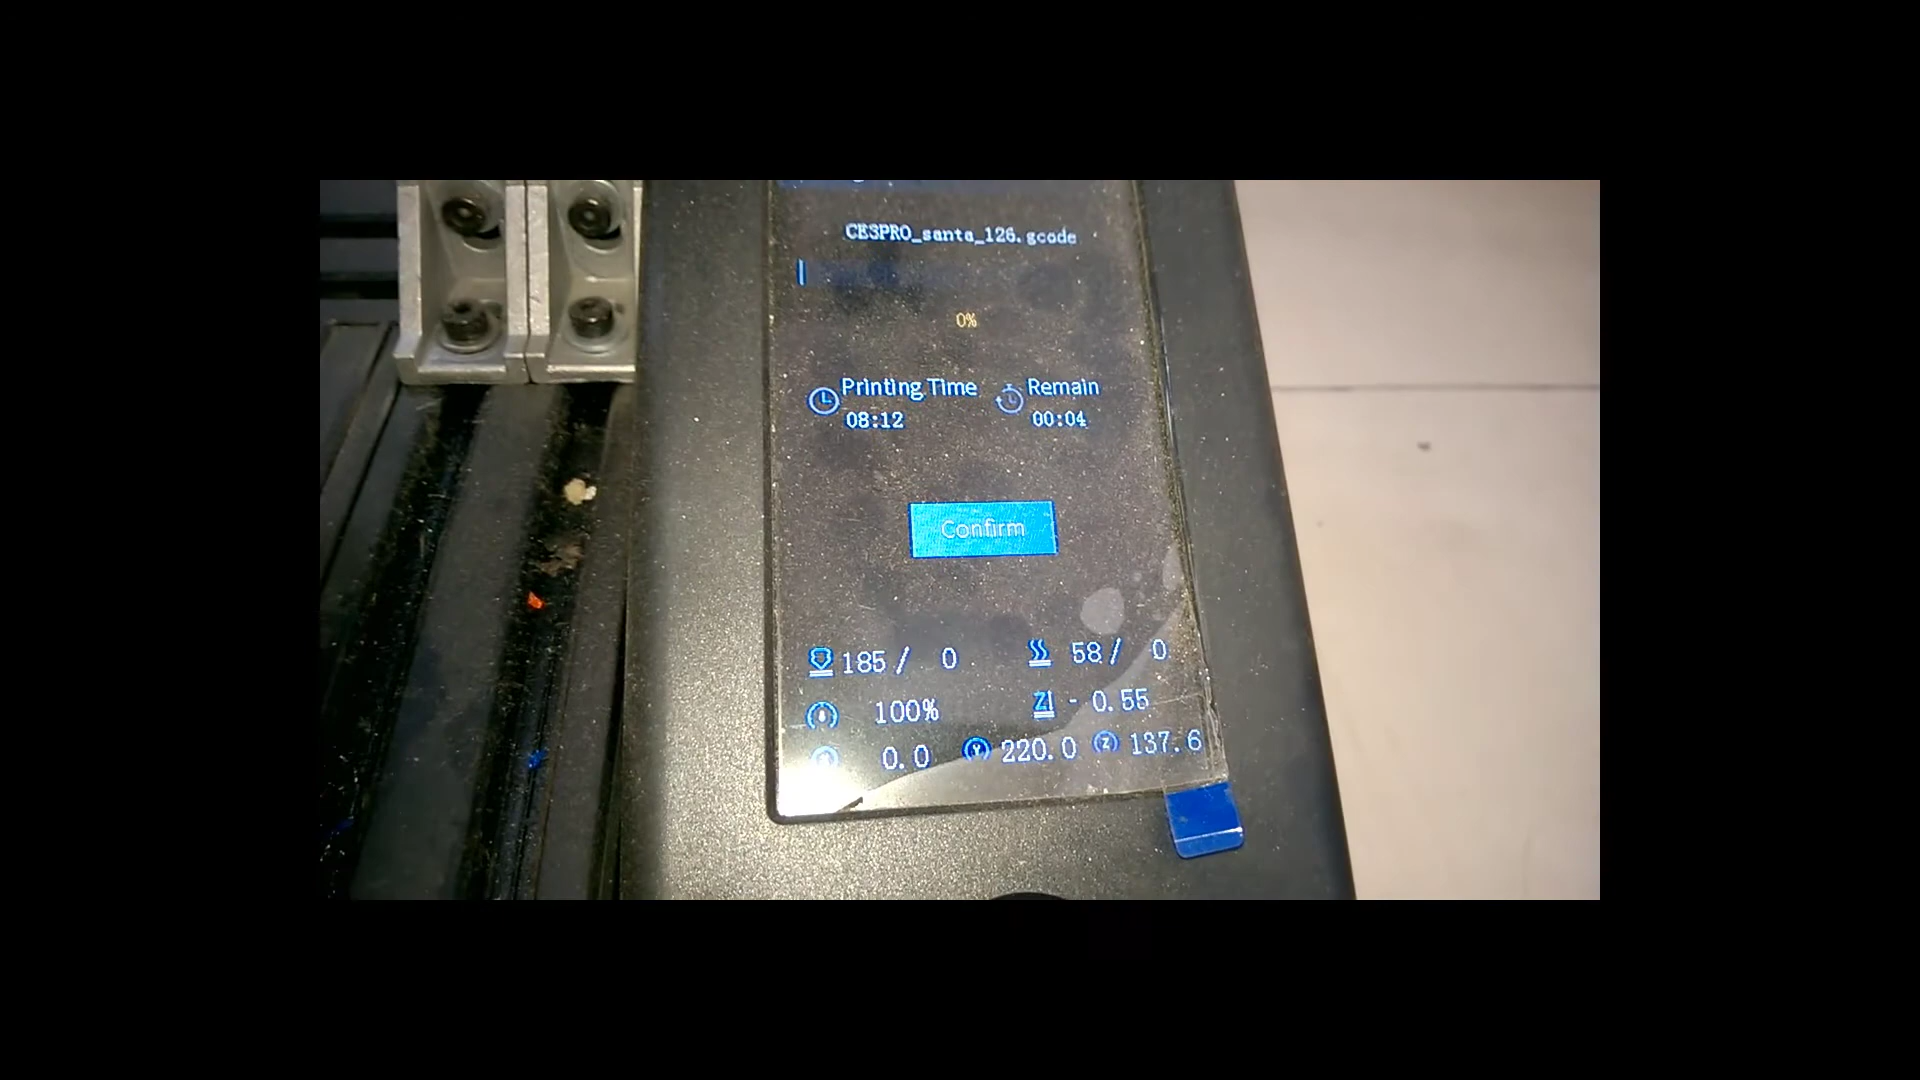 CE3PRO_santa_126.gcode
0%
Printing Time Remain
08:12 00:04
Confirm
185 / 0 58 / 0
100% Z - 0.55
0.0 Y 220.0 Z 137.6